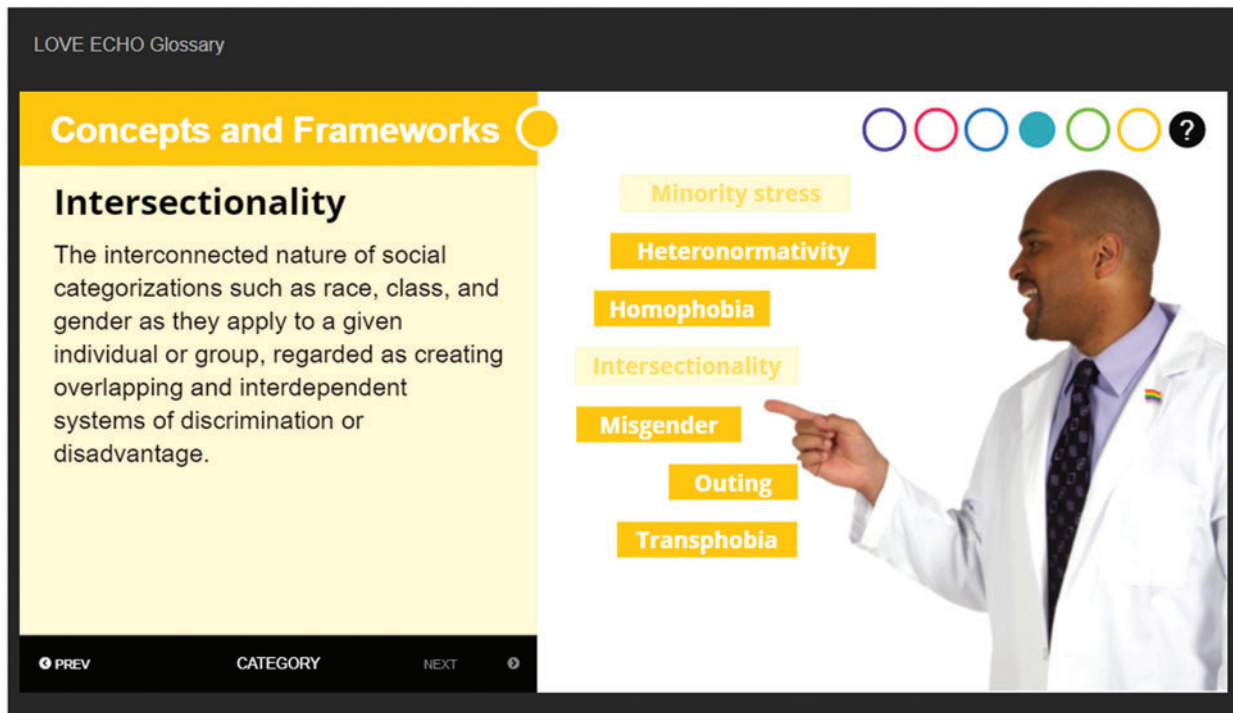 LOVE ECHO Glossary
Concepts and Frameworks
Intersectionality
The interconnected nature of social
categorizations such as race, class, and
gender as they apply to a given
individual or group, regarded as creating
overlapping and interdependent
systems of discrimination or
disadvantage.
PREV
CATEGORY
NEXT
?
Minority stress
Heteronormativity
Homophobia
Intersectionality
Misgender
Outing
Transphobia